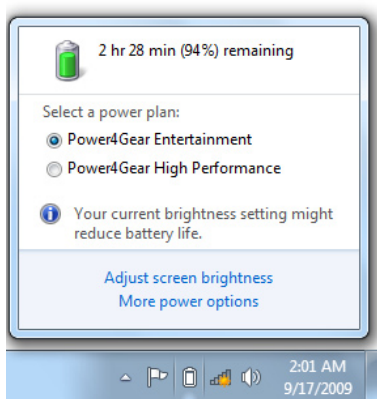 2 hr 28 min (94%) remaining
Select a power plan:
Power4Gear Entertainment
Power4Gear High Performance
Your current brightness setting might
reduce battery life.
Adjust screen brightness
More power options
2:01 AM
9/17/2009